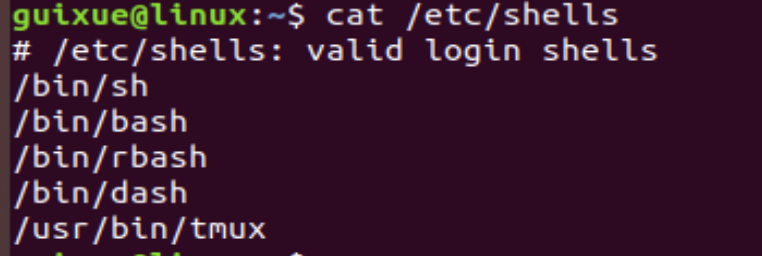 guixue@linux:~$ cat /etc/shells
# /etc/shells: valid login shells
/bin/sh
/bin/bash
/bin/rbash
/bin/dash
/usr/bin/tmux